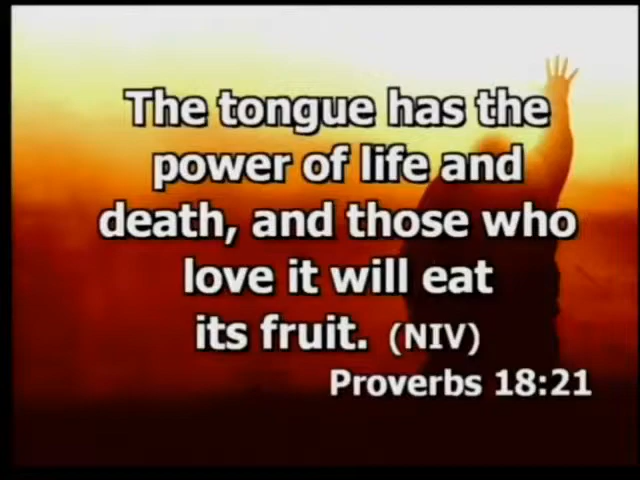 The tongue has the
power of life and
death, and those who
love it will eat
its fruit. (NIV)
Proverbs 18:21